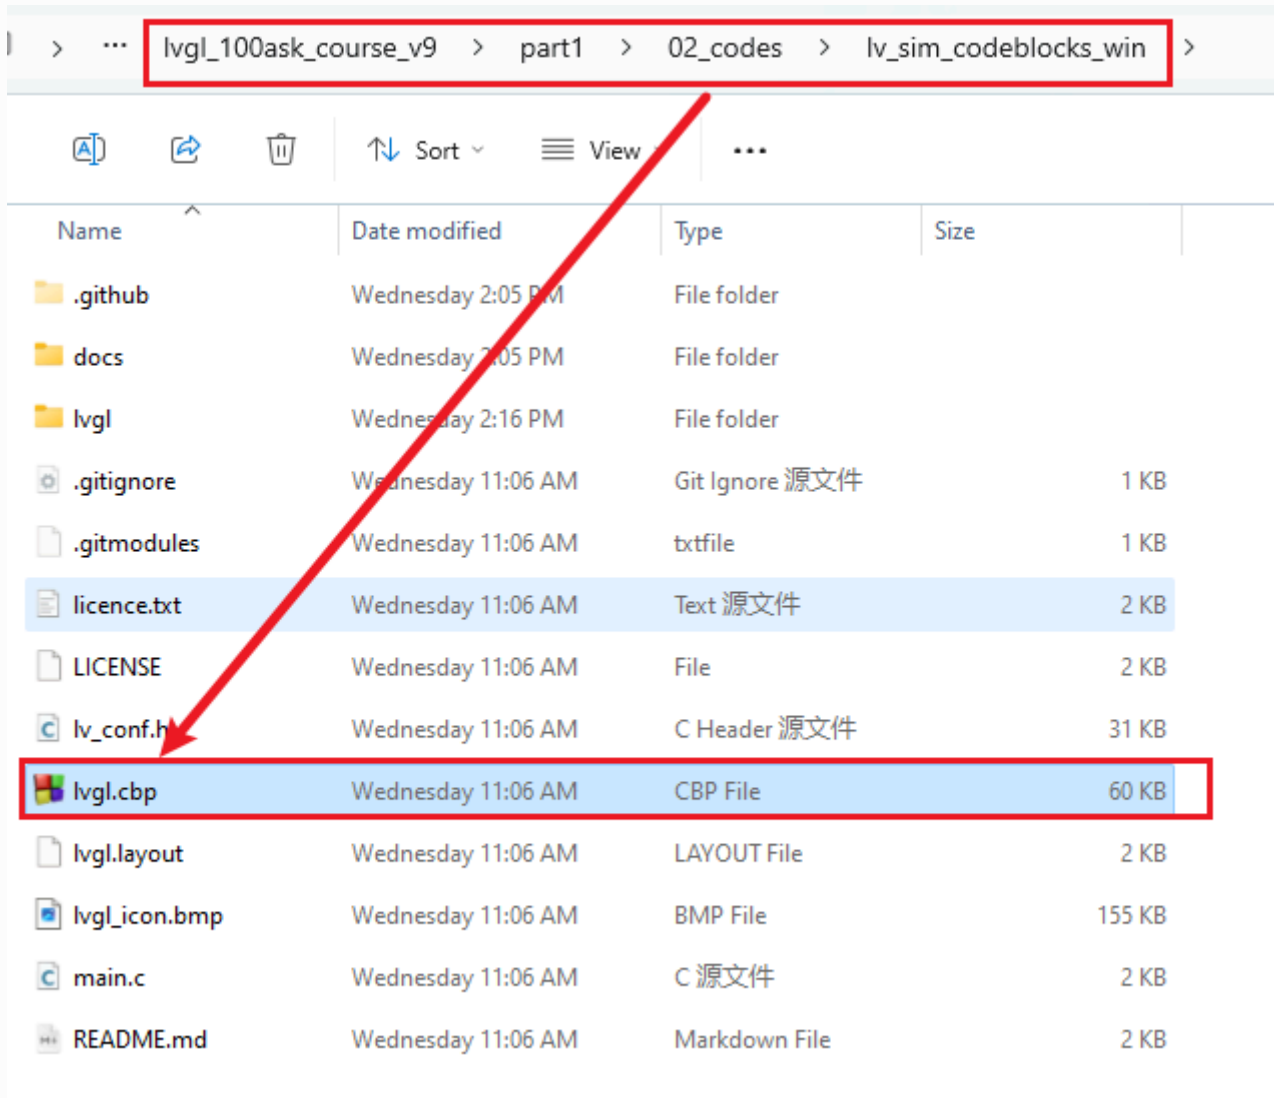 > ... lvgl_100ask_course_v9 > part1 > 02_codes > lv_sim_codeblocks_win >
Sort View ...
Name Date modified Type Size
.github Wednesday 2:05 PM File folder
docs Wednesday 2:05 PM File folder
lvgl Wednesday 2:16 PM File folder
.gitignore Wednesday 11:06 AM Git Ignore 源文件 1 KB
.gitmodules Wednesday 11:06 AM txtfile 1 KB
licence.txt Wednesday 11:06 AM Text 源文件 2 KB
LICENSE Wednesday 11:06 AM File 2 KB
lv_conf.h Wednesday 11:06 AM C Header 源文件 31 KB
lvgl.cbp Wednesday 11:06 AM CBP File 60 KB
lvgl.layout Wednesday 11:06 AM LAYOUT File 2 KB
lvgl_icon.bmp Wednesday 11:06 AM BMP File 155 KB
main.c Wednesday 11:06 AM C 源文件 2 KB
README.md Wednesday 11:06 AM Markdown File 2 KB